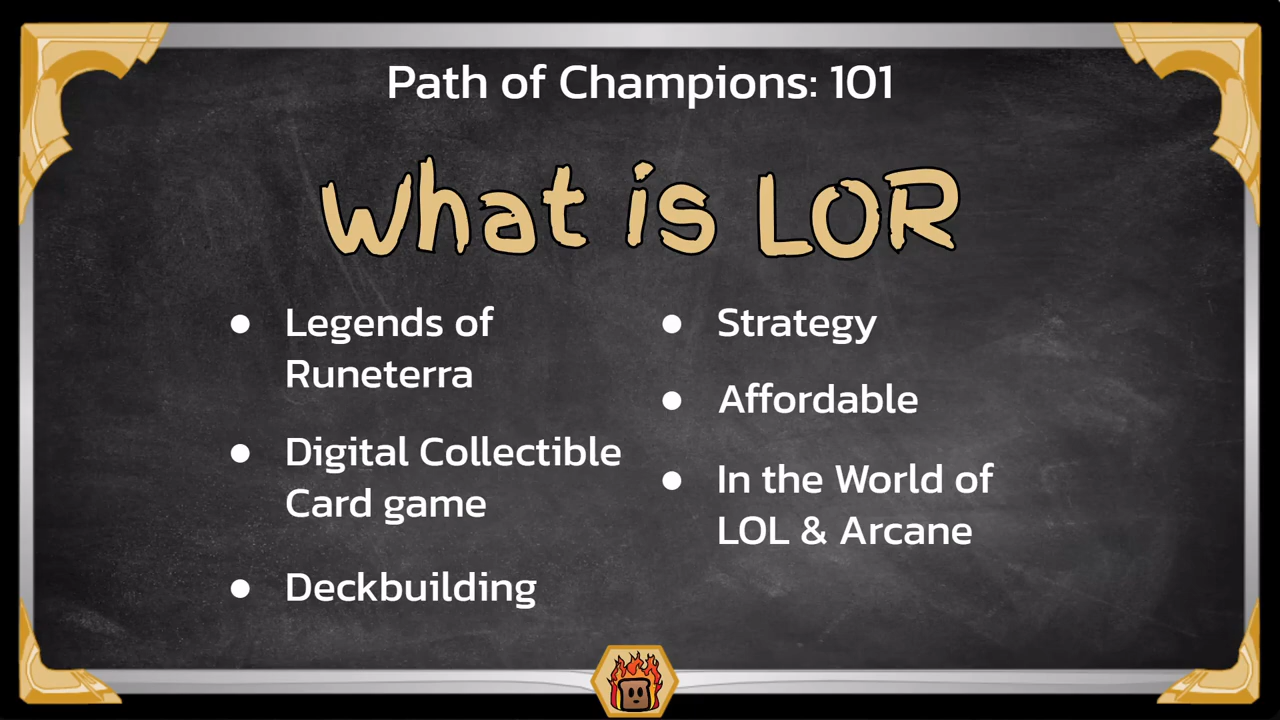 Path of Champions: 101
What is LOR
● Legends of
Runeterra
● Digital Collectible
Card game
● Deckbuilding
● Strategy
● Affordable
● In the World of
LOL & Arcane